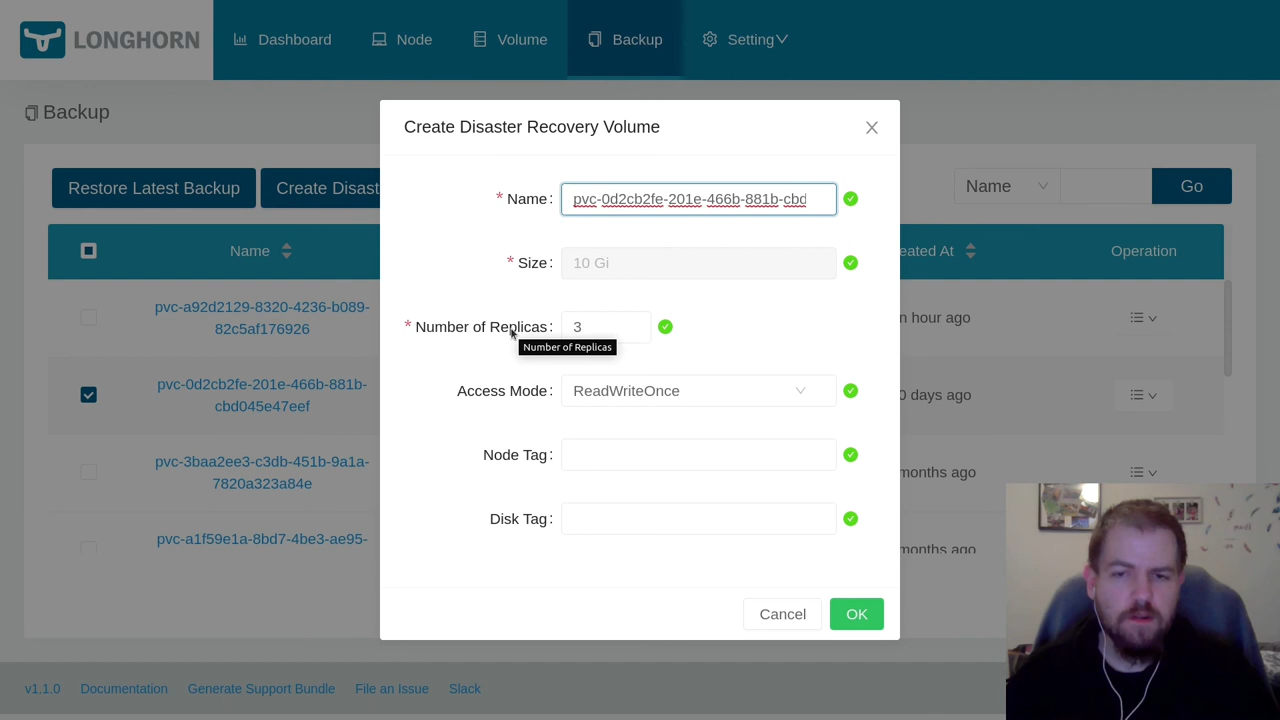 LONGHORN
Dashboard
Node
Volume
Backup
Setting
Backup
Restore Latest Backup
Create Disast
Name
Go
Name
eated At
Operation
pvc-a92d2129-8320-4236-b089-
82c5af176926
n hour ago
pvc-0d2cb2fe-201e-466b-881b-
cbd045e47eef
0 days ago
pvc-3baa2ee3-c3db-451b-9a1a-
7820a323a84e
months ago
pvc-a1f59e1a-8bd7-4be3-ae95-
months ago
Create Disaster Recovery Volume
* Name:
pvc-0d2cb2fe-201e-466b-881b-cbd
* Size:
10 Gi
* Number of Replicas:
3
Number of Replicas
Access Mode:
ReadWriteOnce
Node Tag:
Disk Tag:
Cancel
OK
v1.1.0
Documentation
Generate Support Bundle
File an Issue
Slack